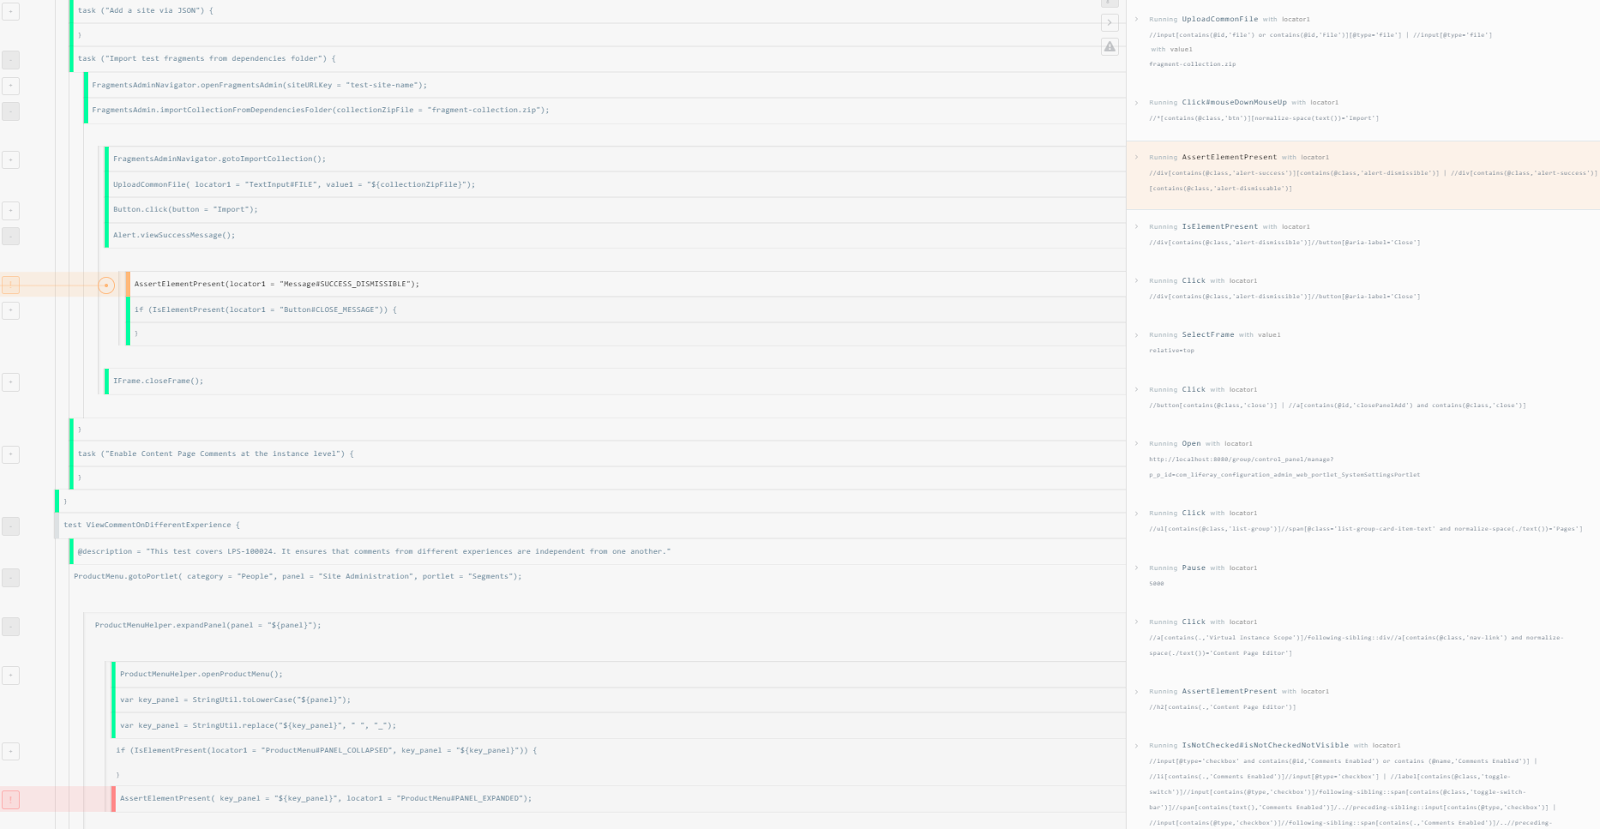 task ("Add a site via JSON") {
}
task ("Import test fragments from dependencies folder") {
FragmentsAdminNavigator.openFragmentsAdmin(siteURLKey = "test-site-name");
FragmentsAdmin.importCollectionFromDependenciesFolder(collectionZipFile = "fragment-collection.zip");
FragmentsAdminNavigator.gotoImportCollection();
UploadCommonFile( locator1 = "TextInput#FILE", value1 = "${collectionZipFile}");
Button.click(button = "Import");
Alert.viewSuccessMessage();
AssertElementPresent(locator1 = "Message#SUCCESS_DISMISSIBLE");
if (IsElementPresent(locator1 = "Button#CLOSE_MESSAGE")) {
}
IFrame.closeFrame();
}
task ("Enable Content Page Comments at the instance level") {
}
}
test ViewCommentOnDifferentExperience {
@description = "This test covers LPS-100024. It ensures that comments from different experiences are independent from one another."
ProductMenu.gotoPortlet( category = "People", panel = "Site Administration", portlet = "Segments");
ProductMenuHelper.expandPanel(panel = "${panel}");
ProductMenuHelper.openProductMenu();
var key_panel = StringUtil.toLowerCase("${panel}");
var key_panel = StringUtil.replace("${key_panel}", " ", "_");
if (IsElementPresent(locator1 = "ProductMenu#PANEL_COLLAPSED", key_panel = "${key_panel}")) {
}
AssertElementPresent( key_panel = "${key_panel}", locator1 = "ProductMenu#PANEL_EXPANDED");
Running UploadCommonFile with locator1
//input[contains(@id,'file') or contains(@id,'File')][@type='file'] | //input[@type='file']
with value1
fragment-collection.zip
Running Click#mouseDownMouseUp with locator1
//*[contains(@class,'btn')][normalize-space(text())='Import']
Running AssertElementPresent with locator1
//div[contains(@class,'alert-success')][contains(@class,'alert-dismissible')] | //div[contains(@class,'alert-success')]
[contains(@class,'alert-dismissable')]
Running IsElementPresent with locator1
//div[contains(@class,'alert-dismissible')]//button[@aria-label='Close']
Running Click with locator1
//div[contains(@class,'alert-dismissible')]//button[@aria-label='Close']
Running SelectFrame with value1
relative=top
Running Click with locator1
//button[contains(@class,'close')] | //a[contains(@id,'closePanelAdd') and contains(@class,'close')]
Running Open with locator1
http://localhost:8080/group/control_panel/manage?
p_p_id=com_liferay_configuration_admin_web_portlet_SystemSettingsPortlet
Running Click with locator1
//ul[contains(@class,'list-group')]//span[@class='list-group-card-item-text' and normalize-space(./text())='Pages']
Running Pause with locator1
5000
Running Click with locator1
//a[contains(.,'Virtual Instance Scope')]/following-sibling::div//a[contains(@class,'nav-link') and normalize-
space(./text())='Content Page Editor']
Running AssertElementPresent with locator1
//h2[contains(.,'Content Page Editor')]
Running IsNotChecked#isNotCheckedNotVisible with locator1
//input[@type='checkbox' and contains(@id,'Comments Enabled') or contains (@name,'Comments Enabled')] |
//li[contains(.,'Comments Enabled')]//input[@type='checkbox'] | //label[contains(@class,'toggle-
switch')]//input[contains(@type,'checkbox')]/following-sibling::span[contains(@class,'toggle-switch-
bar')]//span[contains(text(),'Comments Enabled')]/..//preceding-sibling::input[contains(@type,'checkbox')] |
//input[contains(@type,'checkbox')]//following-sibling::span[contains(.,'Comments Enabled')]/..//preceding-